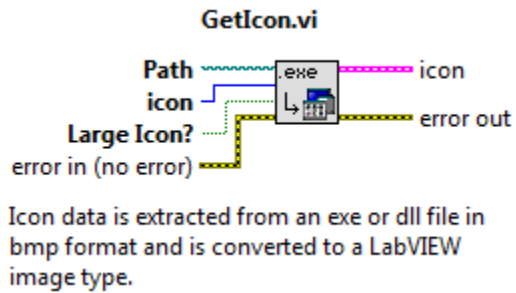 GetIcon.vi
Path
.exe
icon
icon
Large Icon?
error out
error in (no error)
Icon data is extracted from an exe or dll file in
bmp format and is converted to a LabVIEW
image type.